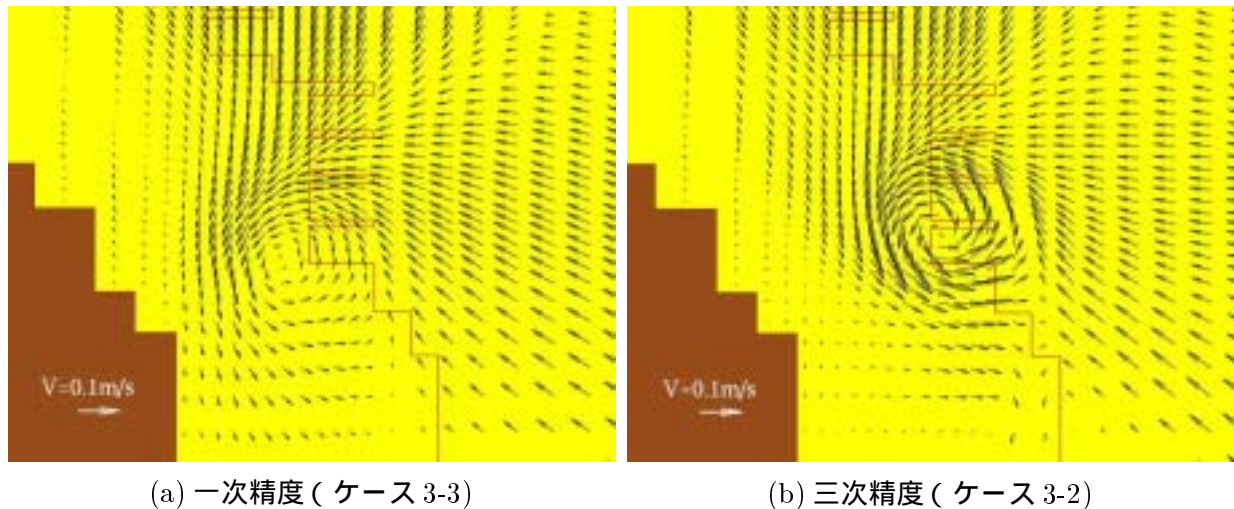 V=0.1m/s
V=0.1m/s
(a) 一次精度 ( ケース 3-3)
(b) 三次精度 ( ケース 3-2)